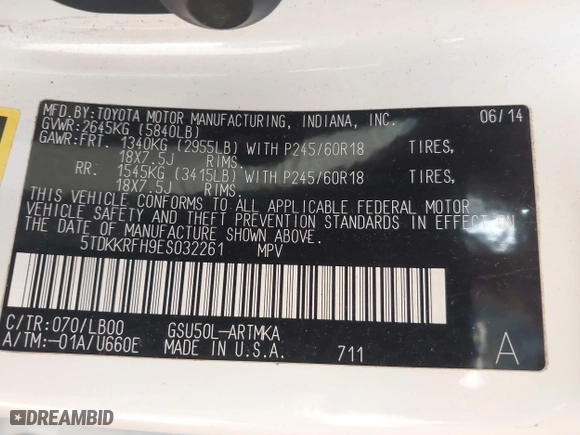 MFD. BY: TOYOTA MOTOR MANUFACTURING, INDIANA, INC. 06/14
GVWR: 2645KG (5840LB)
GAWR: FRT. 1340KG (2955LB) WITH P245/60R18 TIRES,
18X7.5J RIMS.
RR. 1545KG (3415LB) WITH P245/60R18 TIRES,
18X7.5J RIMS.
THIS VEHICLE CONFORMS TO ALL APPLICABLE FEDERAL MOTOR
VEHICLE SAFETY AND THEFT PREVENTION STANDARDS IN EFFECT ON
THE DATE OF MANUFACTURE SHOWN ABOVE.
5TDKKRFH9ES032261 MPV
C/TR: 070/LB00 GSU50L-ARTMKA
A/TM: -01A/U660E MADE IN U.S.A. 711 A
DREAMBID